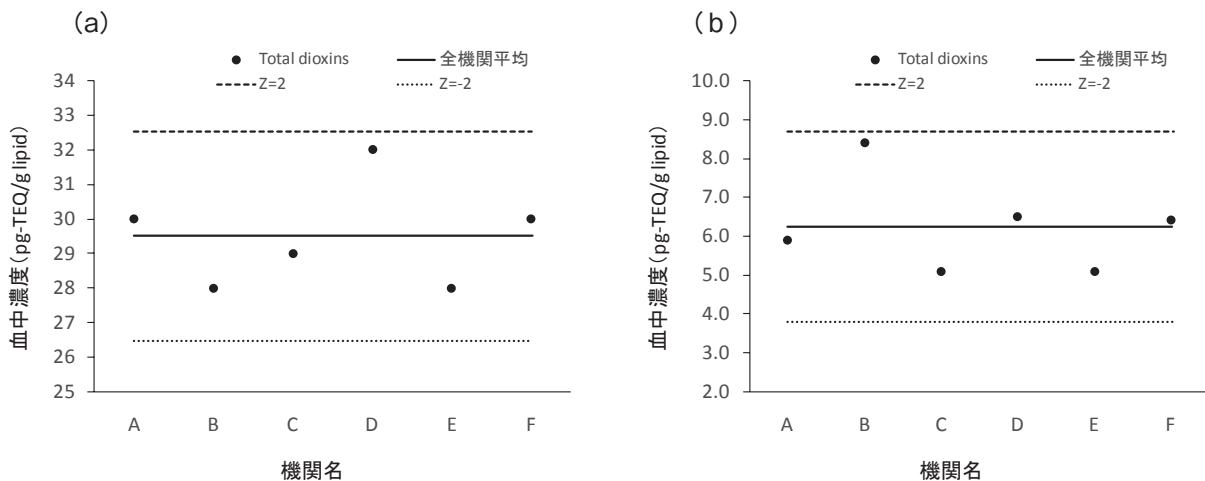 (a)
● Total dioxins 全機関平均
Z=2 Z=-2
血中濃度(pg-TEQ/g lipid)
34
33
32
31
30
29
28
27
26
25
A B C D E F
機関名
(b)
● Total dioxins 全機関平均
Z=2 Z=-2
血中濃度(pg-TEQ/g lipid)
10.0
9.0
8.0
7.0
6.0
5.0
4.0
3.0
2.0
A B C D E F
機関名